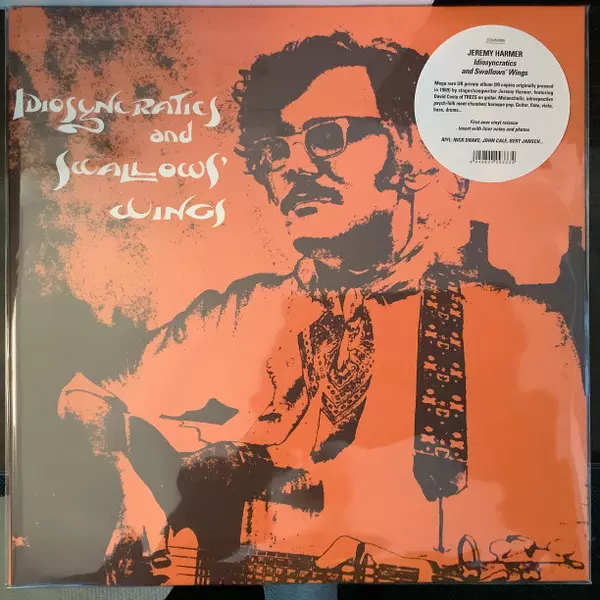 IDIOSYNCRATICS
and
SWALLOWS'
WINGS
JEREMY HARMER
Idiosyncratics
and Swallows' Wings
Mega rare UK private album (99 copies originally pressed
in 1969) by singer/songwriter Jeremy Harmer, featuring
David Costa of TREES on guitar. Melancholic, introspective
psych-folk meet chamber/ baroque pop. Guitar, flute, viola,
bass, drums...
First ever vinyl reissue
Insert with liner notes and photos
RIYL: NICK DRAKE, JOHN CALE, BERT JANSCH...